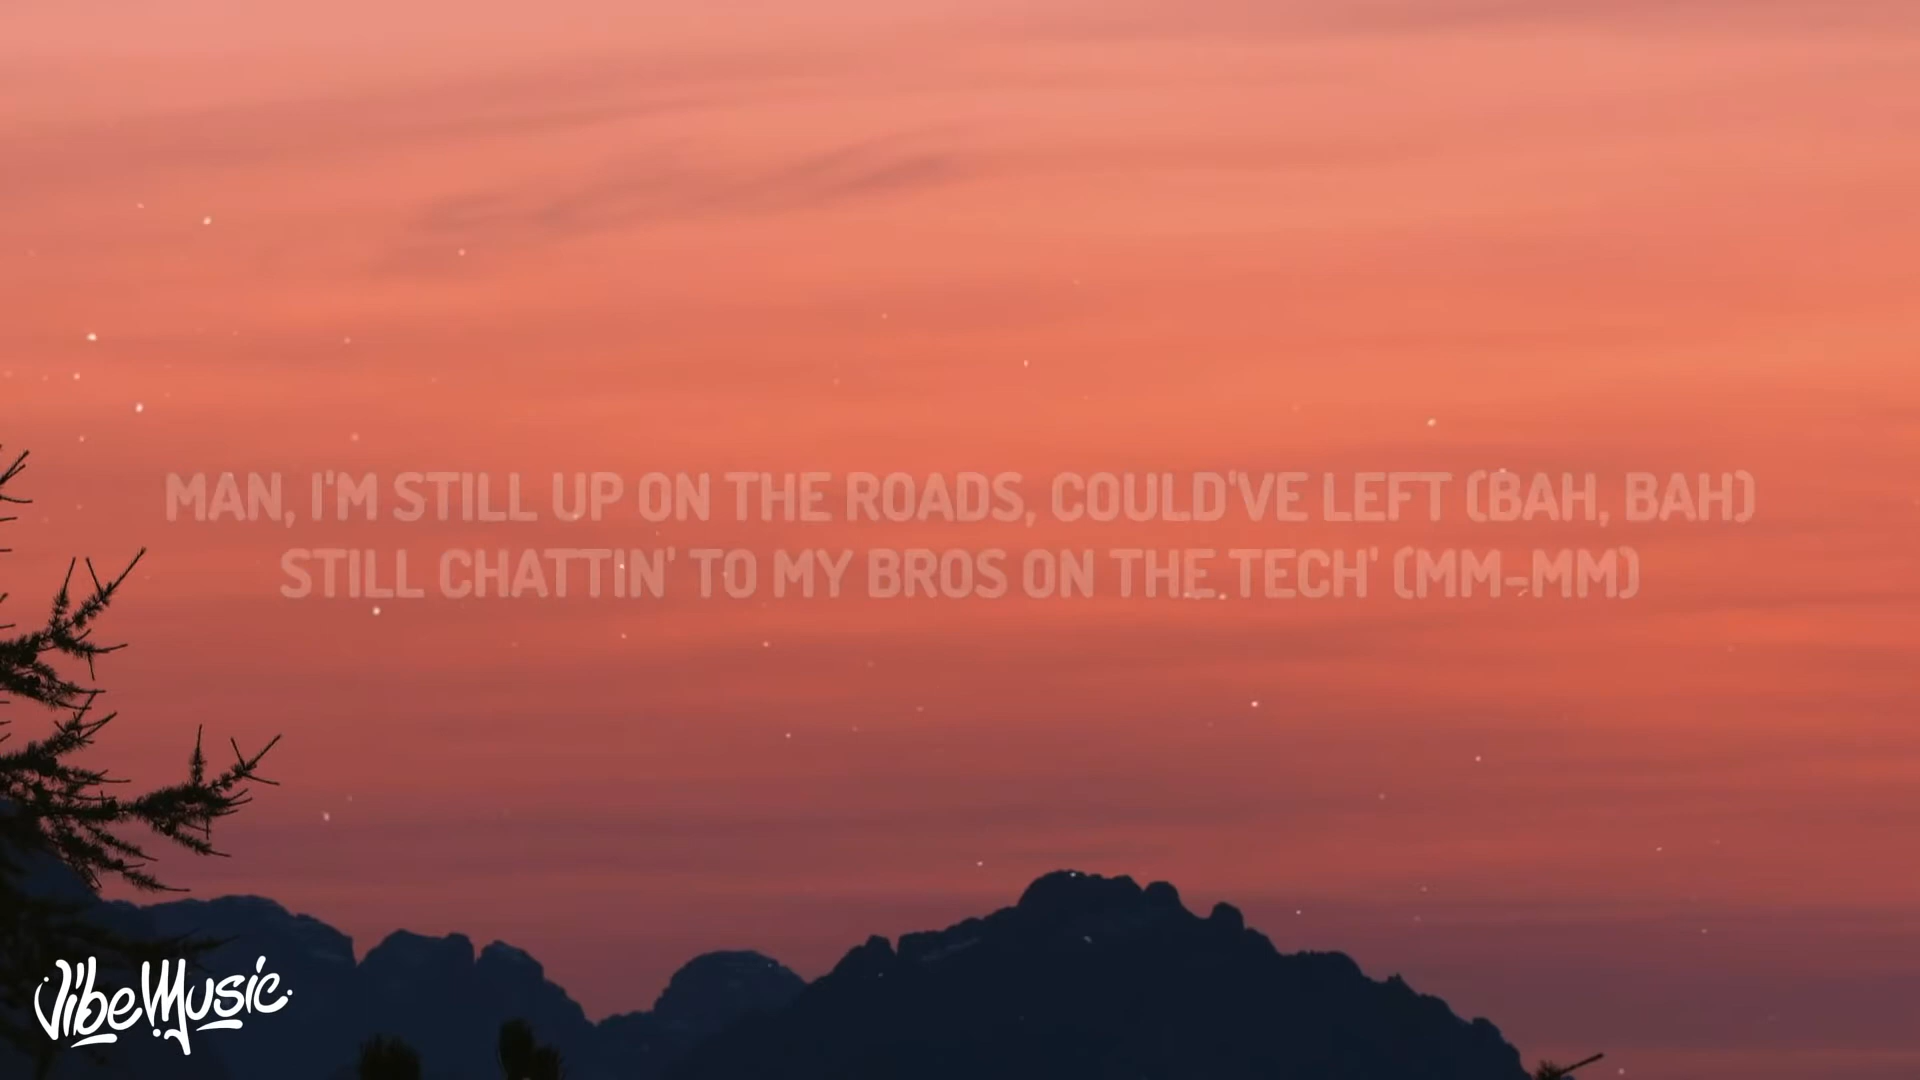 MAN, I'M STILL UP ON THE ROADS, COULD'VE LEFT (BAH, BAH)
STILL CHATTIN' TO MY BROS ON THE TECH' (MM-MM)
VibeMusic